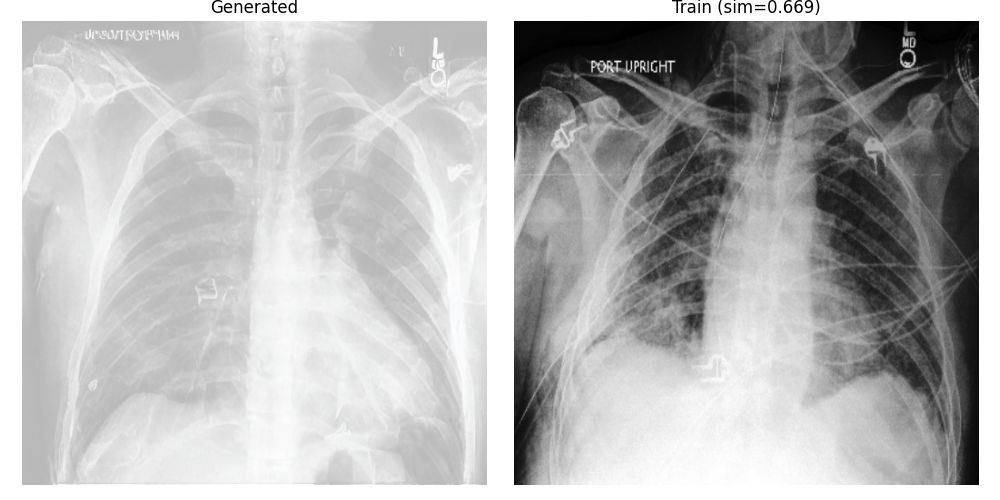 Generated
Train (sim=0.669)
L
L
MD
PORT UPRIGHT